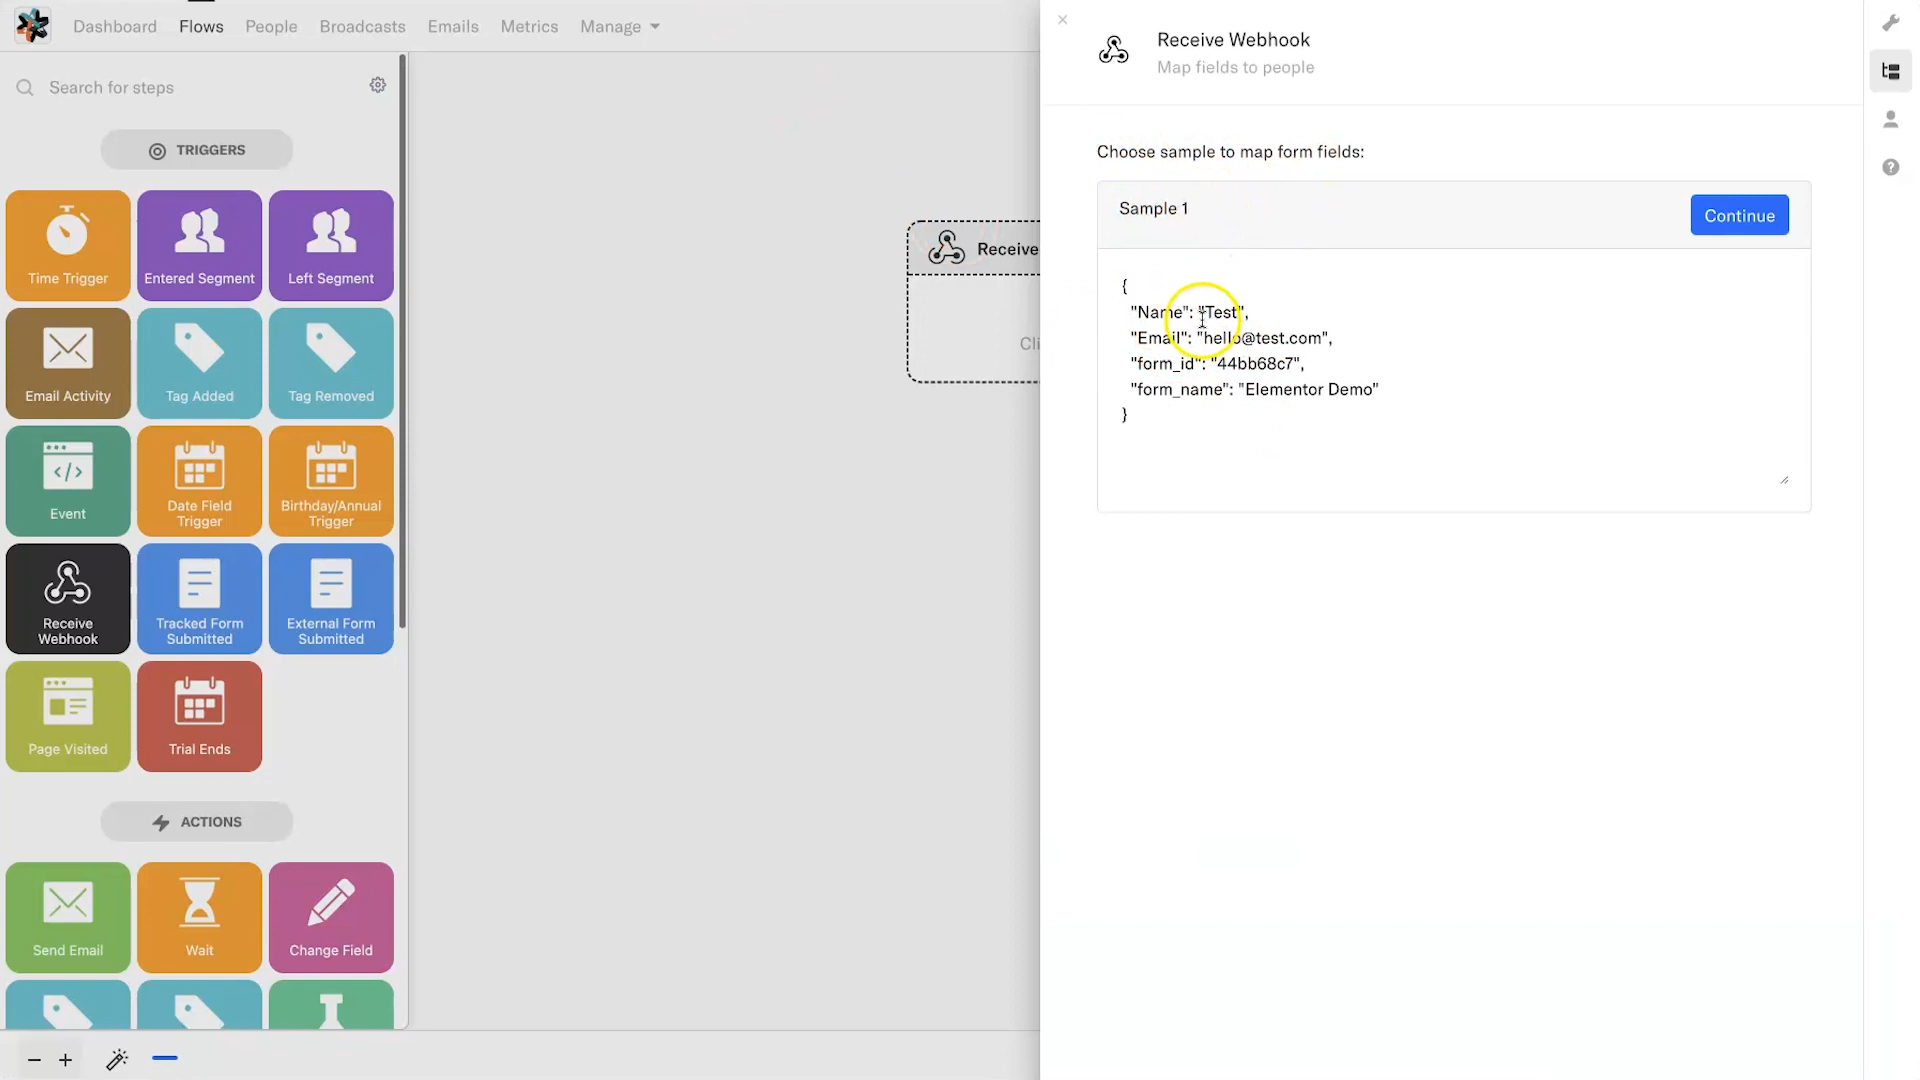 Dashboard
Flows
People
Broadcasts
Emails
Metrics
Manage
Search for steps
TRIGGERS
Time Trigger
Entered Segment
Left Segment
Email Activity
Tag Added
Tag Removed
Event
Date Field
Trigger
Birthday/Annual
Trigger
Receive
Webhook
Tracked Form
Submitted
External Form
Submitted
Page Visited
Trial Ends
ACTIONS
Send Email
Wait
Change Field
Receive
Cli
Receive Webhook
Map fields to people
Choose sample to map form fields:
Sample 1
Continue
{
"Name": "Test",
"Email": "hello@test.com",
"form_id": "44bb68c7",
"form_name": "Elementor Demo"
}